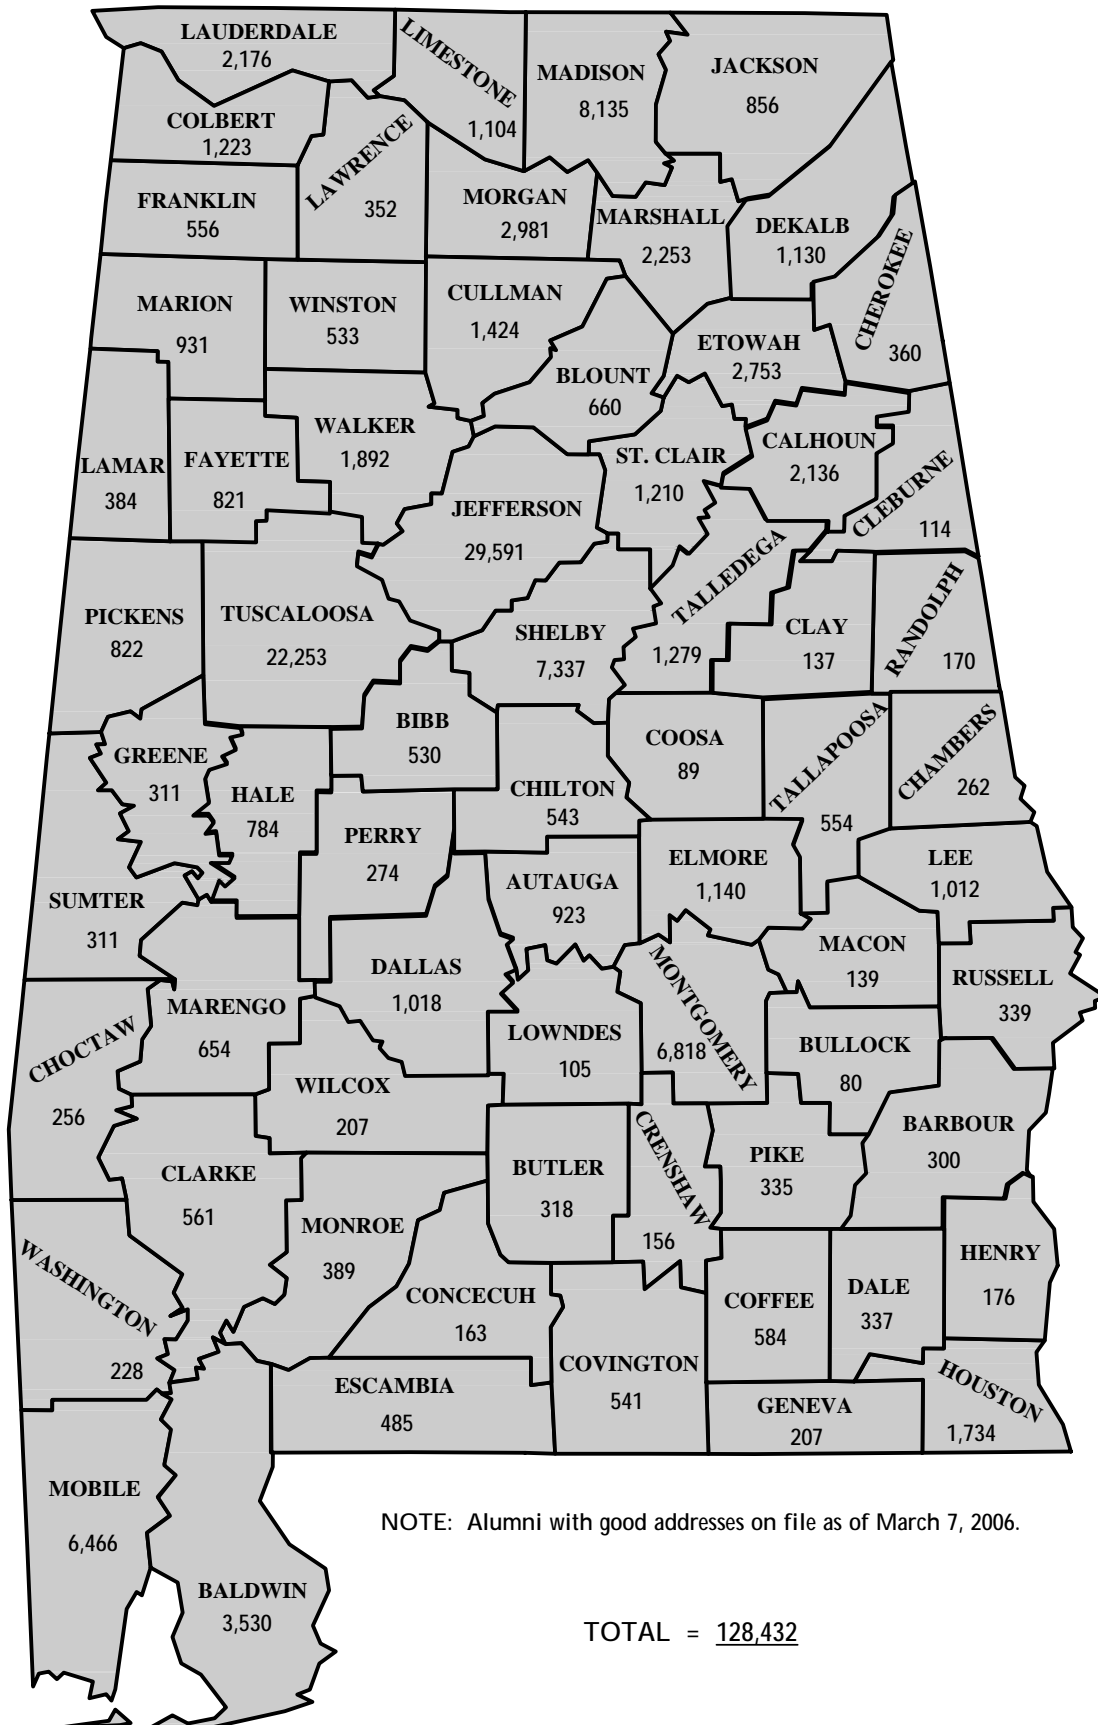 LAUDERDALE
2,176
LIMESTONE
1,104
MADISON
8,135
JACKSON
856
COLBERT
1,223
LAWRENCE
352
FRANKLIN
556
MORGAN
2,981
MARSHALL
2,253
DEKALB
1,130
CHEROKEE
360
MARION
931
WINSTON
533
CULLMAN
1,424
BLOUNT
660
ETOWAH
2,753
LAMAR
384
FAYETTE
821
WALKER
1,892
JEFFERSON
29,591
ST. CLAIR
1,210
CALHOUN
2,136
CLEBURNE
114
PICKENS
822
TUSCALOOSA
22,253
SHELBY
7,337
TALLEDEGA
1,279
CLAY
137
RANDOLPH
170
GREENE
311
HALE
784
BIBB
530
CHILTON
543
COOSA
89
TALLAPOOSA
554
CHAMBERS
262
SUMTER
311
PERRY
274
AUTAUGA
923
ELMORE
1,140
LEE
1,012
MARENGO
654
DALLAS
1,018
LOWNDES
105
MONTGOMERY
6,818
MACON
139
RUSSELL
339
CHOCTAW
256
WILCOX
207
BULLOCK
80
BARBOUR
300
CLARKE
561
MONROE
389
BUTLER
318
CRENSHAW
156
PIKE
335
HENRY
176
WASHINGTON
228
CONCECUH
163
COVINGTON
541
COFFEE
584
DALE
337
ESCAMBIA
485
GENEVA
207
HOUSTON
1,734
MOBILE
6,466
BALDWIN
3,530
NOTE: Alumni with good addresses on file as of March 7, 2006.
TOTAL = 128,432